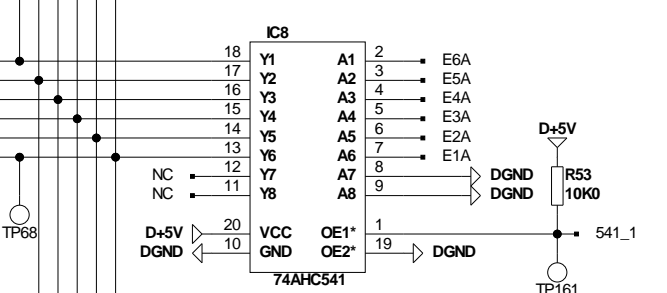 IC8
18 Y1 A1 2 E6A
17 Y2 A2 3 E5A
16 Y3 A3 4 E4A
15 Y4 A4 5 E3A
14 Y5 A5 6 E2A
13 Y6 A6 7 E1A
D+5V
NC 12 Y7 A7 8 DGND
R53
NC 11 Y8 A8 9 DGND
10K0
TP68
D+5V 20 VCC OE1* 1 541_1
DGND 10 GND OE2* 19 DGND
74AHC541
TP161